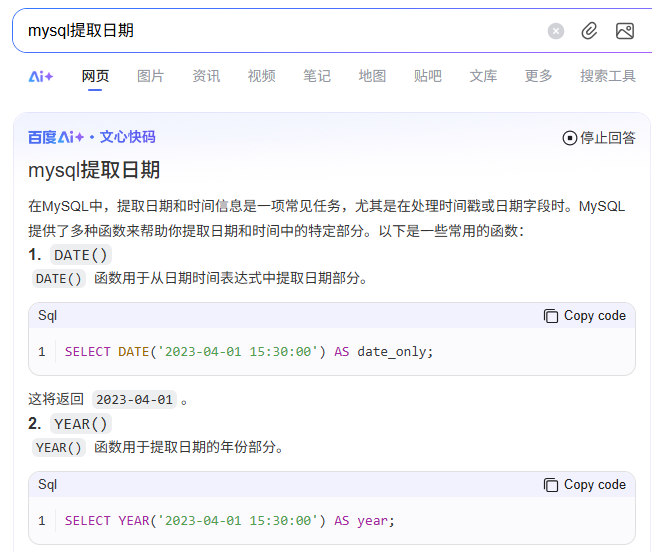 mysql提取日期
Ai+ 网页 图片 资讯 视频 笔记 地图 贴吧 文库 更多 搜索工具
百度Ai+ · 文心快码 停止回答
mysql提取日期
在MySQL中，提取日期和时间信息是一项常见任务，尤其是在处理时间戳或日期字段时。MySQL
提供了多种函数来帮助你提取日期和时间中的特定部分。以下是一些常用的函数：
1. DATE()
DATE() 函数用于从日期时间表达式中提取日期部分。
Sql Copy code
1 SELECT DATE('2023-04-01 15:30:00') AS date_only;
这将返回 2023-04-01 。
2. YEAR()
YEAR() 函数用于提取日期的年份部分。
Sql Copy code
1 SELECT YEAR('2023-04-01 15:30:00') AS year;